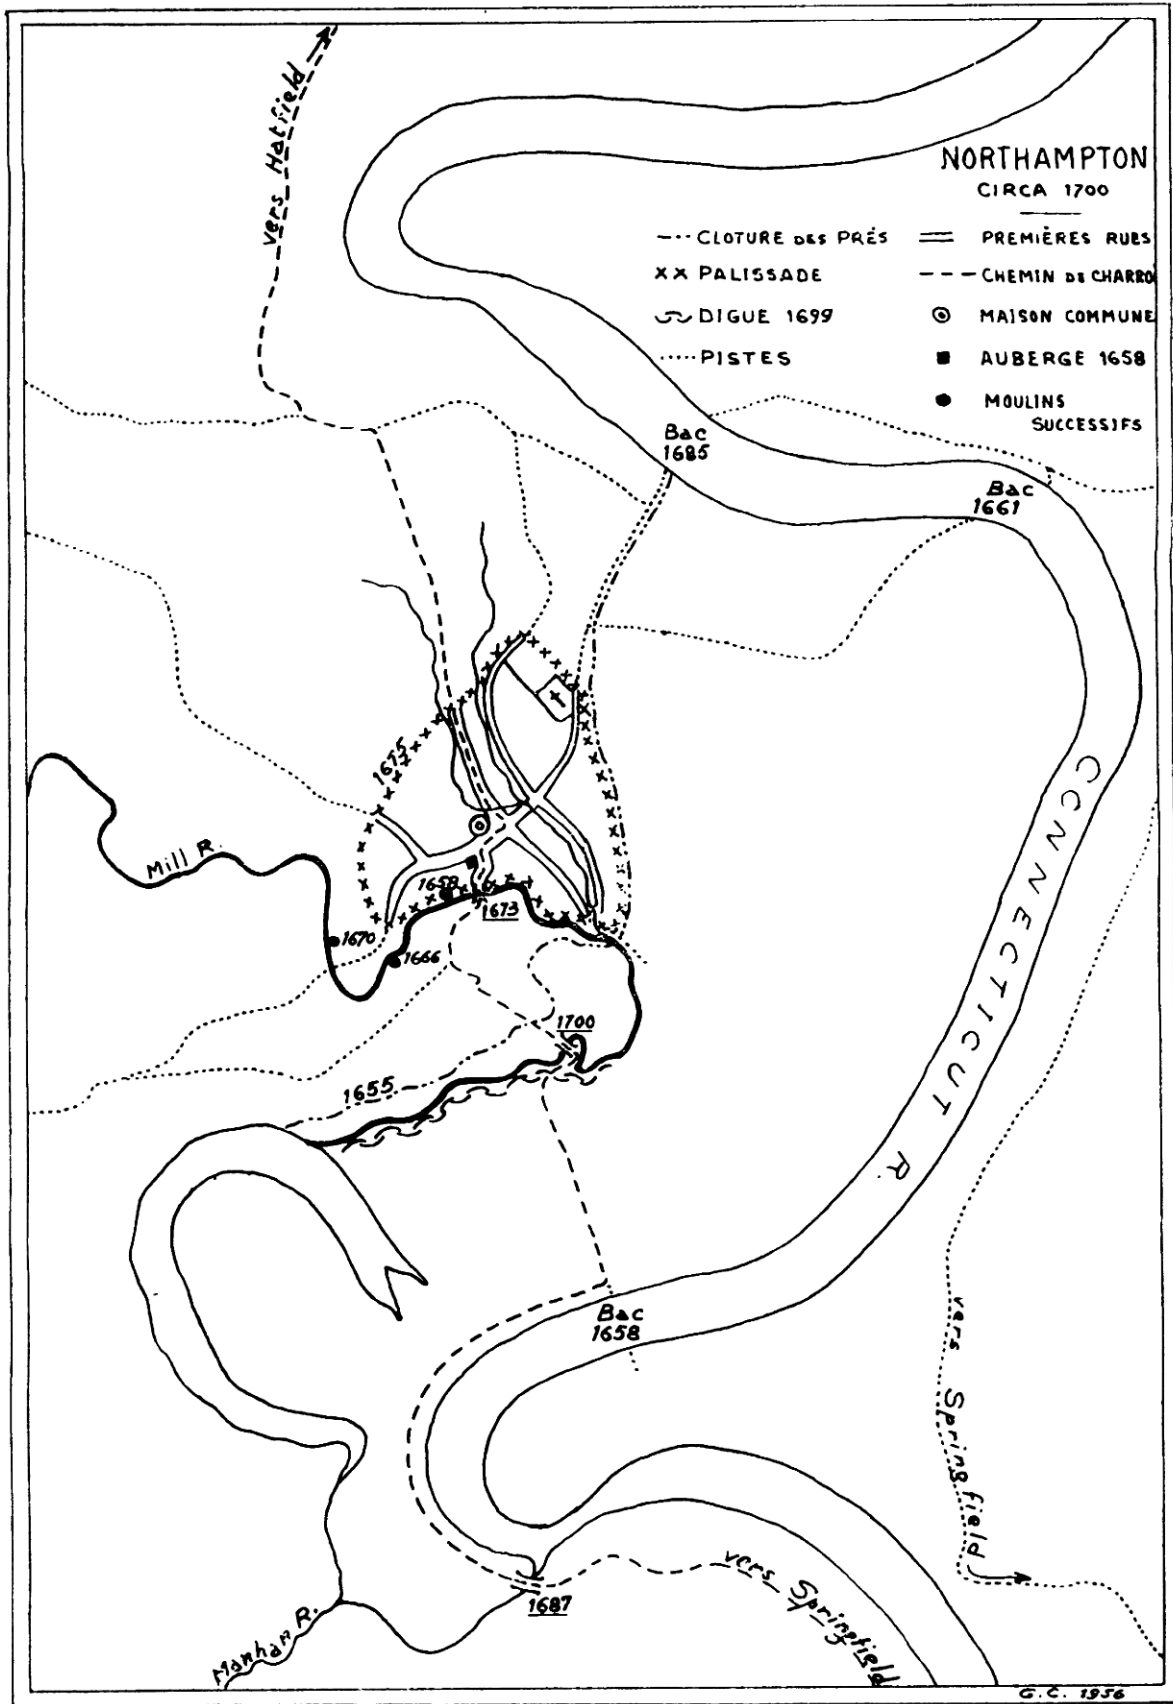 NORTHAMPTON
CIRCA 1700
CLOTURE DES PRÉS
PALISSADE
DIGUE 1699
PISTES
PREMIÈRES RUES
CHEMIN DE CHARROI
MAISON COMMUNE
AUBERGE 1658
MOULINS
SUCCESSIFS
vers Hatfield
Bac
1685
Bac
1661
1675
Mill R.
1658
1673
1670
1666
1700
1655
CONNECTICUT R.
Bac
1658
vers Springfield
1687
vers Springfield
Manhan R.
G.C. 1956